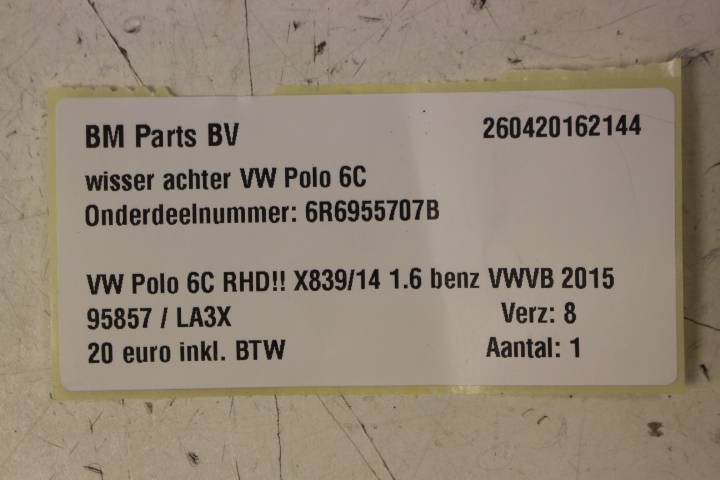 BM Parts BV 260420162144
wisser achter VW Polo 6C
Onderdeelnummer: 6R6955707B
VW Polo 6C RHD!! X839/14 1.6 benz VWVB 2015
95857 / LA3X Verz: 8
20 euro inkl. BTW Aantal: 1